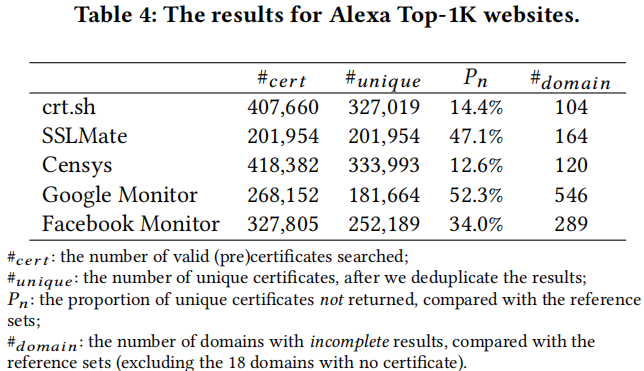 Table 4: The results for Alexa Top-1K websites.
#cert #unique Pn #domain
crt.sh 407,660 327,019 14.4% 104
SSLMate 201,954 201,954 47.1% 164
Censys 418,382 333,993 12.6% 120
Google Monitor 268,152 181,664 52.3% 546
Facebook Monitor 327,805 252,189 34.0% 289
#cert: the number of valid (pre)certificates searched;
#unique: the number of unique certificates, after we deduplicate the results;
Pn: the proportion of unique certificates not returned, compared with the reference
sets;
#domain: the number of domains with incomplete results, compared with the
reference sets (excluding the 18 domains with no certificate).